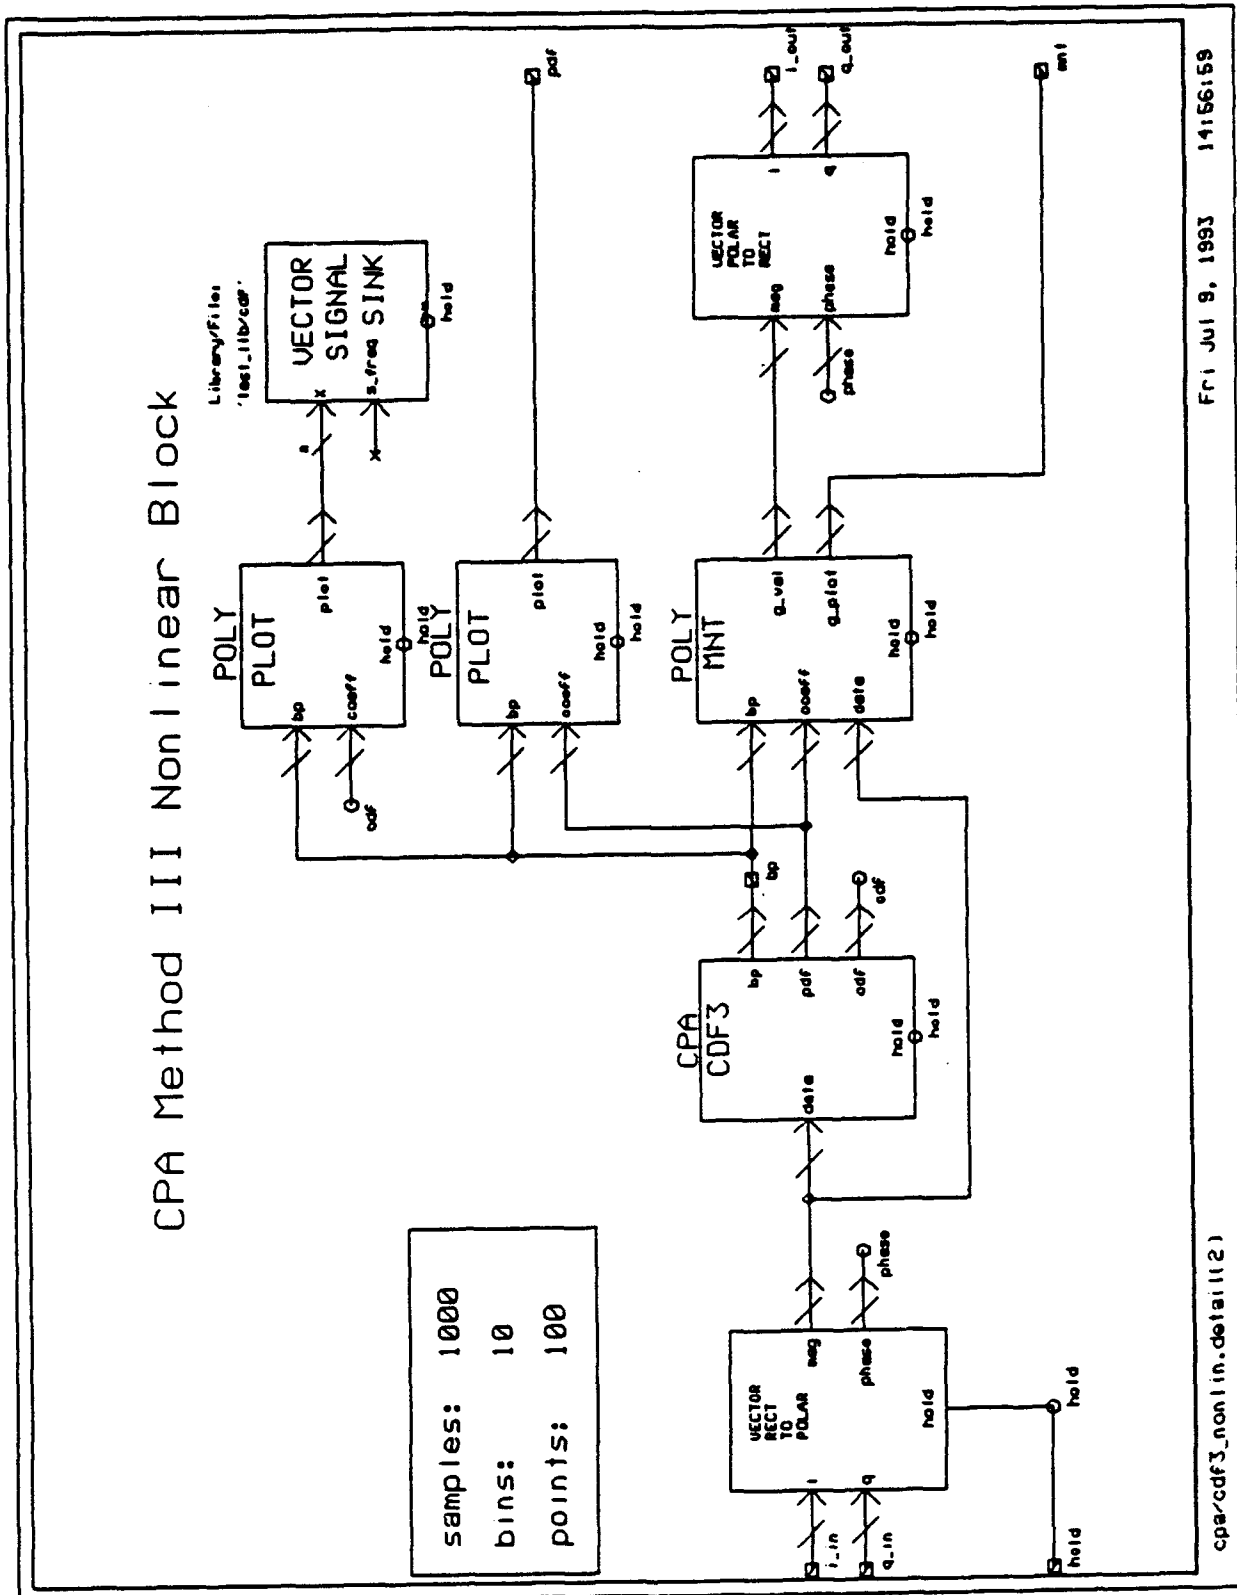 CPA Method III Nonlinear Block
samples: 1000
bins: 10
points: 100
Library/File:
'test_lib/cdf'
VECTOR
SIGNAL
SINK
x
s_freq
hold
POLY
PLOT
bp
coeff
plot
hold
hold
cdf
POLY
PLOT
bp
coeff
plot
hold
hold
pdf
CPA
CDF3
data
bp
pdf
cdf
hold
hold
bp
cdf
POLY
MNT
bp
coeff
data
g_val
g_plot
hold
hold
mnl
VECTOR
POLAR
TO
RECT
mag
phase
i
q
hold
hold
phase
i_out
q_out
VECTOR
RECT
TO
POLAR
i
q
mag
phase
hold
i_in
q_in
phase
hold
hold
cpa/cdf3_nonlin.detail(2)
Fri Jul 9, 1993 14:56:59